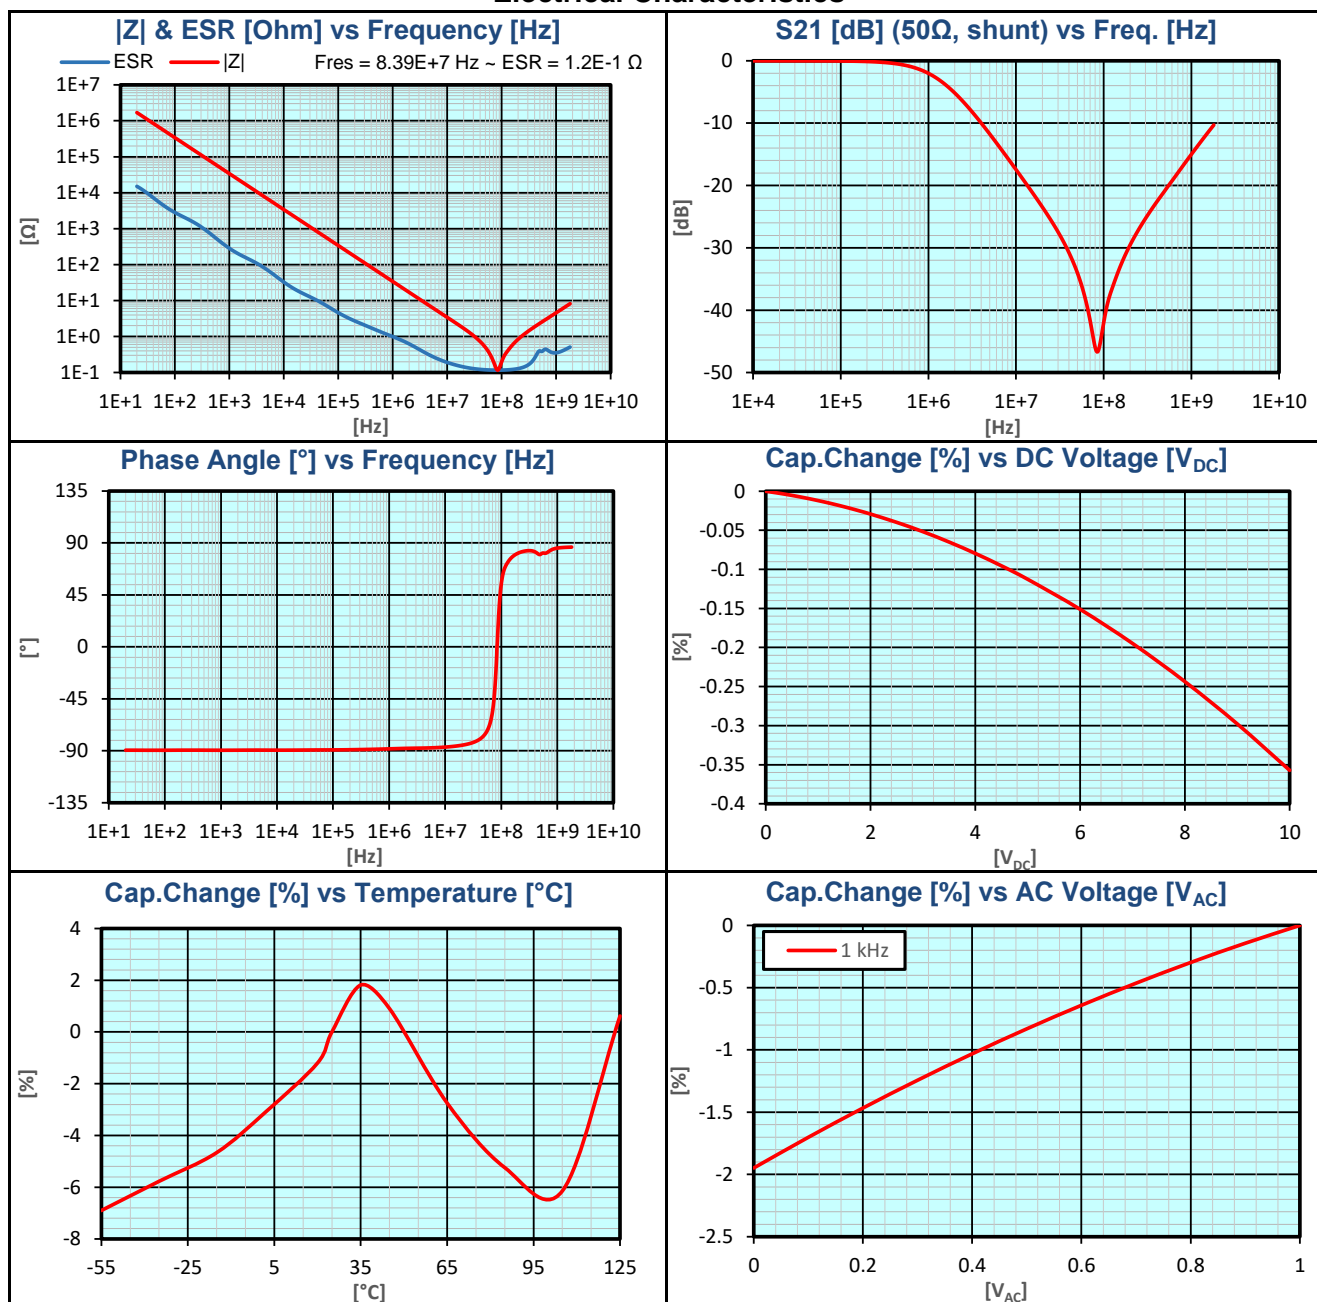 |Z| & ESR [Ohm] vs Frequency [Hz]
ESR
|Z|
Fres = 8.39E+7 Hz ~ ESR = 1.2E-1 Ω
1E+7
1E+6
1E+5
1E+4
1E+3
1E+2
1E+1
1E+0
1E-1
[Ω]
1E+1 1E+2 1E+3 1E+4 1E+5 1E+6 1E+7 1E+8 1E+9 1E+10
[Hz]
S21 [dB] (50Ω, shunt) vs Freq. [Hz]
0
-10
-20
-30
-40
-50
[dB]
1E+4 1E+5 1E+6 1E+7 1E+8 1E+9 1E+10
[Hz]
Phase Angle [°] vs Frequency [Hz]
135
90
45
0
-45
-90
-135
[°]
1E+1 1E+2 1E+3 1E+4 1E+5 1E+6 1E+7 1E+8 1E+9 1E+10
[Hz]
Cap.Change [%] vs DC Voltage [VDC]
0
-0.05
-0.1
-0.15
-0.2
-0.25
-0.3
-0.35
-0.4
[%]
0 2 4 6 8 10
[VDC]
Cap.Change [%] vs Temperature [°C]
4
2
0
-2
-4
-6
-8
[%]
-55 -25 5 35 65 95 125
[°C]
Cap.Change [%] vs AC Voltage [VAC]
1 kHz
0
-0.5
-1
-1.5
-2
-2.5
[%]
0 0.2 0.4 0.6 0.8 1
[VAC]